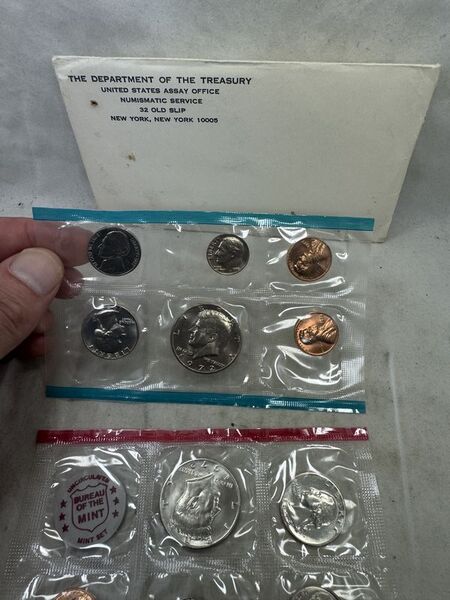 THE DEPARTMENT OF THE TREASURY
UNITED STATES ASSAY OFFICE
NUMISMATIC SERVICE
32 OLD SLIP
NEW YORK, NEW YORK 10005
UNCIRCULATED
BUREAU
OF THE
MINT
MINT SET